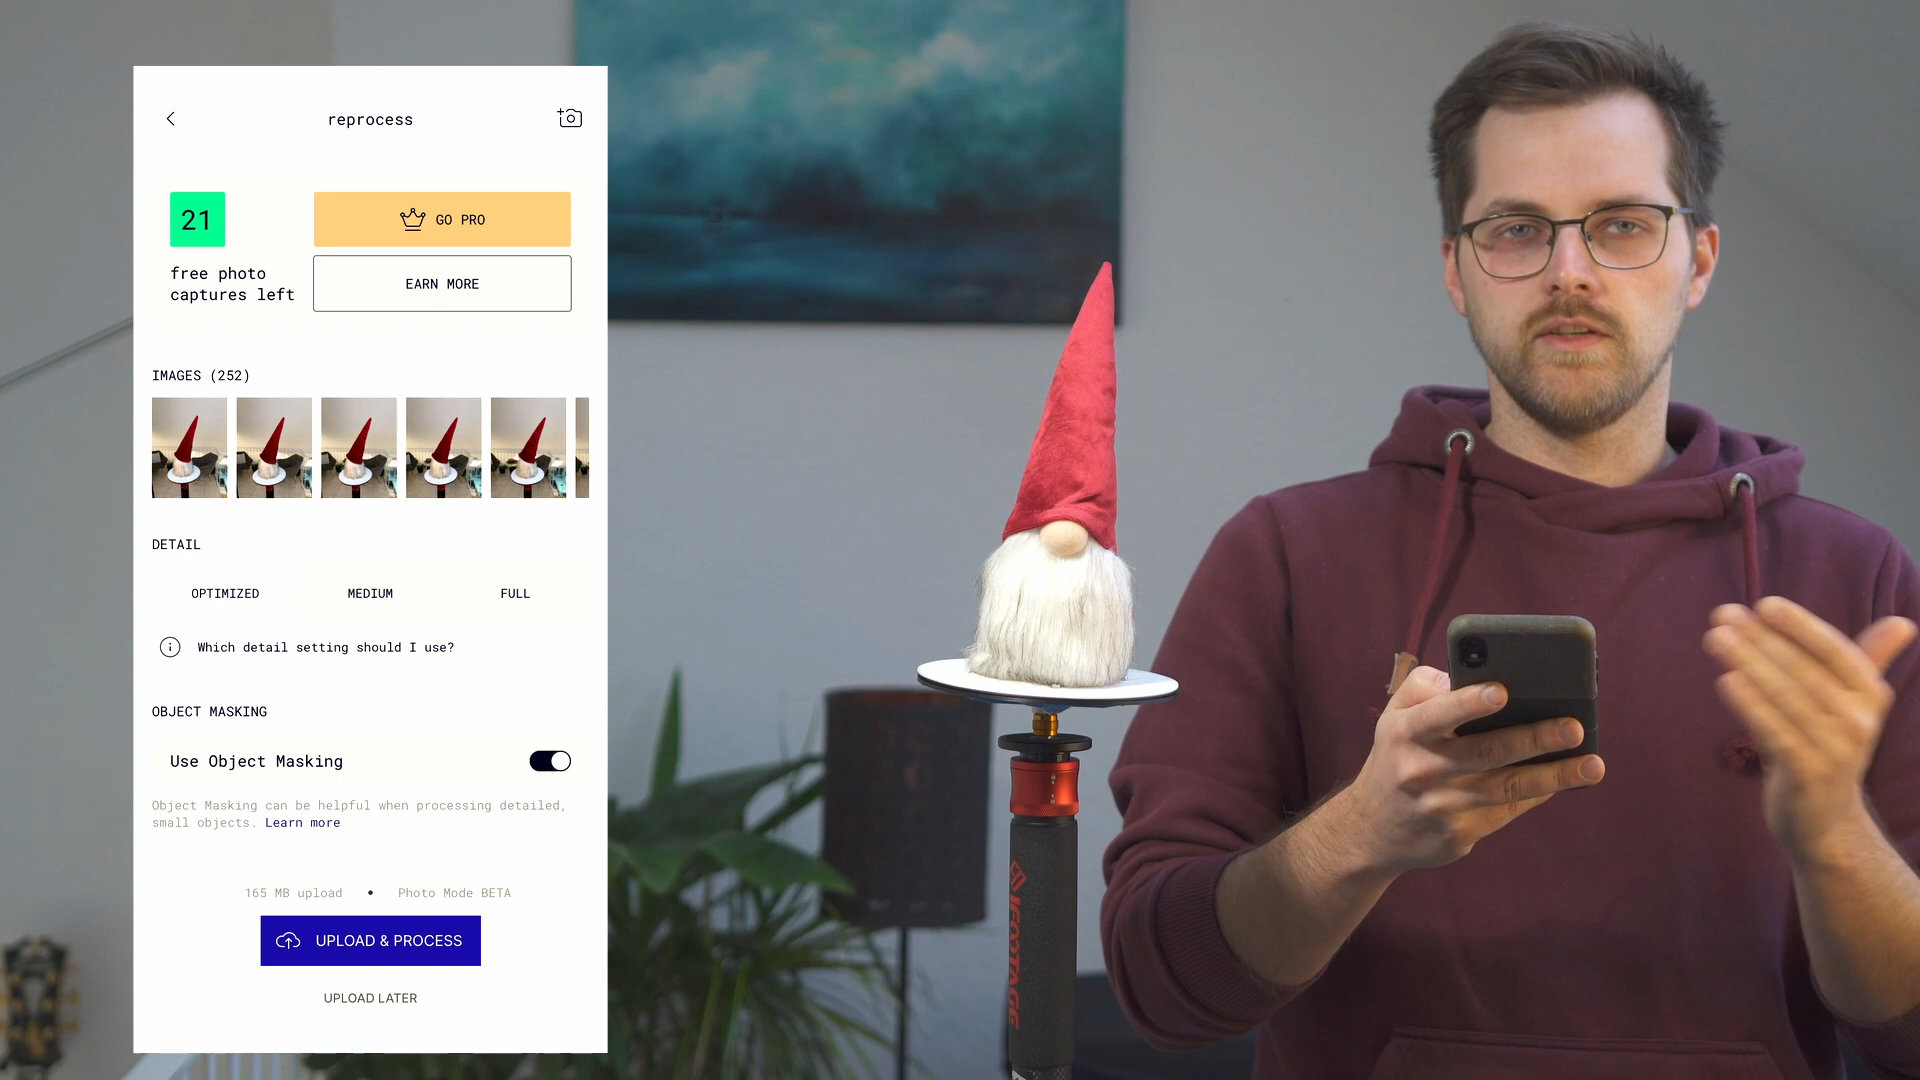 reprocess
21
free photo
captures left
GO PRO
EARN MORE
IMAGES (252)
DETAIL
OPTIMIZED MEDIUM FULL
Which detail setting should I use?
OBJECT MASKING
Use Object Masking
Object Masking can be helpful when processing detailed,
small objects. Learn more
165 MB upload • Photo Mode BETA
UPLOAD & PROCESS
UPLOAD LATER
IFOOTAGE